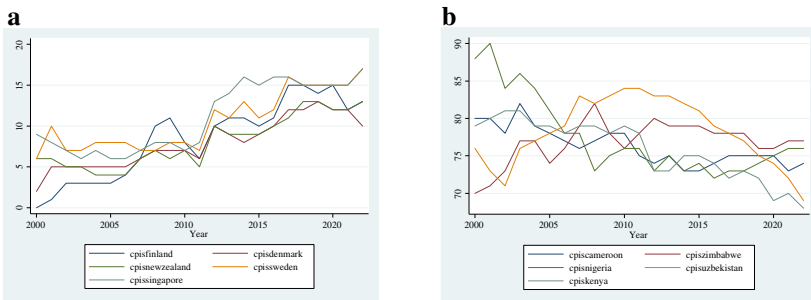 a
20
15
10
5
0
2000 2005 2010 2015 2020
Year
cpisfinland cpisdenmark
cpisnewzealand cpissweden
cpissingapore
b
90
85
80
75
70
2000 2005 2010 2015 2020
Year
cpiscameroon cpiszimbabwe
cpisnigeria cpisuzbekistan
cpiskenya